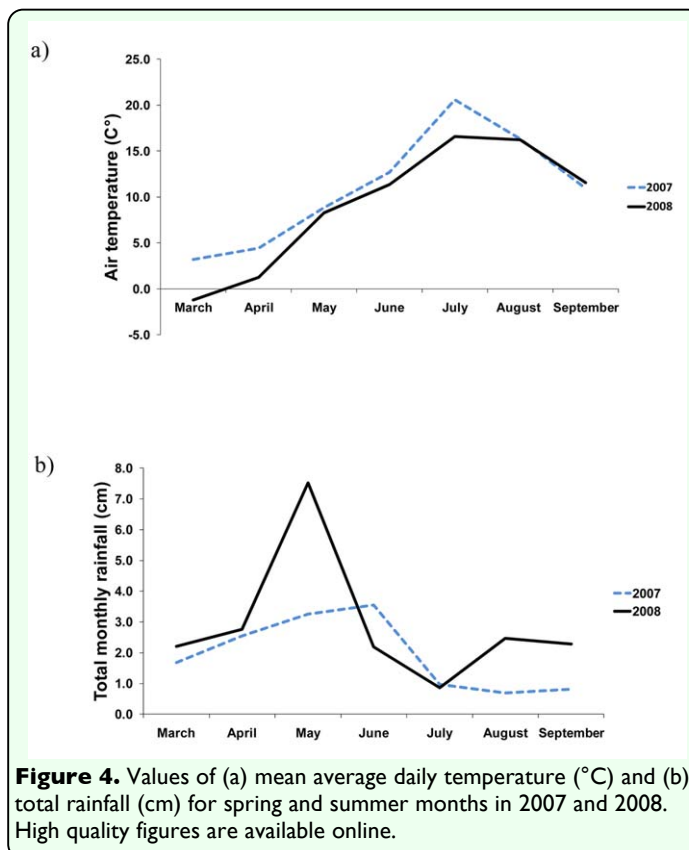 a)
25.0
20.0
15.0
10.0
5.0
0.0
-5.0
Air temperature (C°)
March April May June July August September
2007
2008
b)
8.0
7.0
6.0
5.0
4.0
3.0
2.0
1.0
0.0
Total monthly rainfall (cm)
March April May June July August September
2007
2008
Figure 4. Values of (a) mean average daily temperature (°C) and (b)
total rainfall (cm) for spring and summer months in 2007 and 2008.
High quality figures are available online.